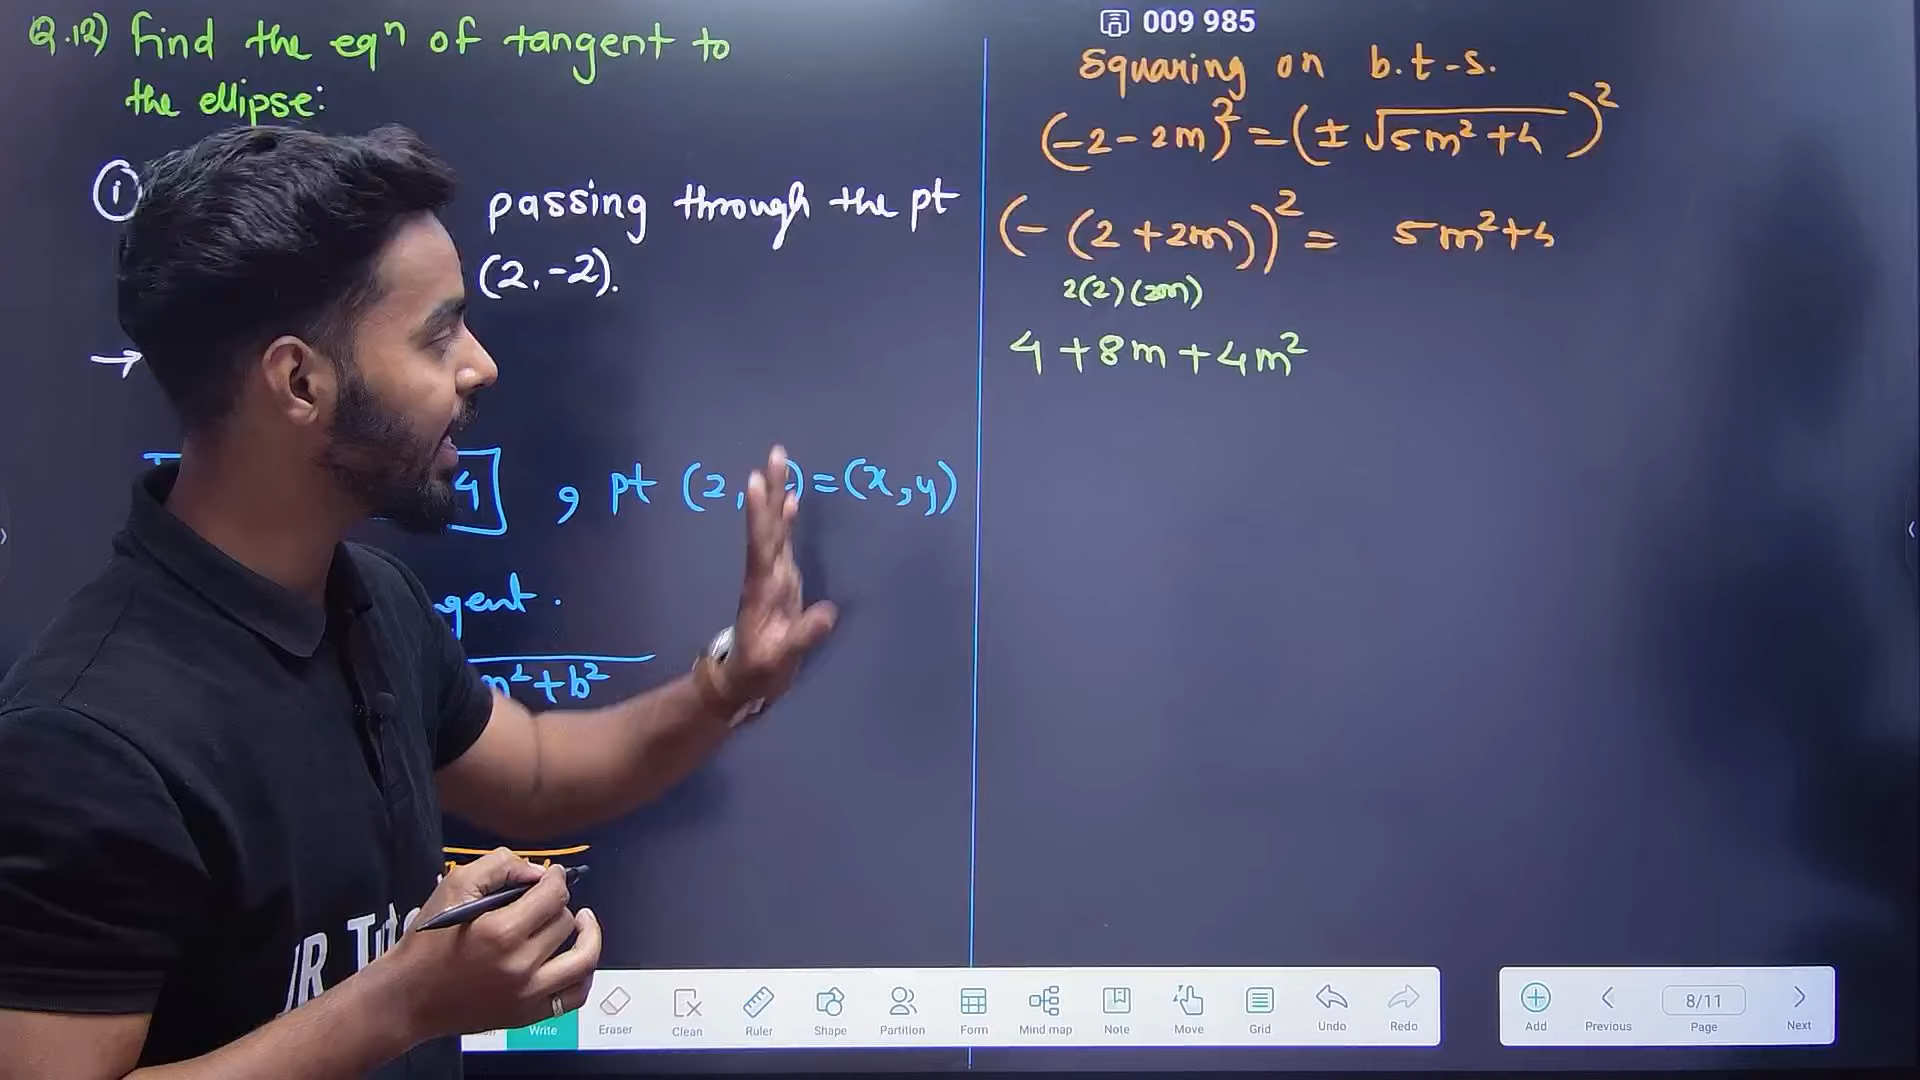 Q.12) Find the eqⁿ of tangent to
the ellipse:
(i) passing through the pt
(2,-2).
→
4 , pt (2, ) = (x,y)
gent.
m²+b²
009 985
Squaring on b.t-s.
(-2-2m)² = (± √5m²+4)²
(-(2+2m))² = 5m²+4
2(2)(2m)
4+8m+4m²
JR Tut
Write Eraser Clean Ruler Shape Partition Form Mind map Note Move Grid Undo Redo
Add Previous 8/11 Page Next